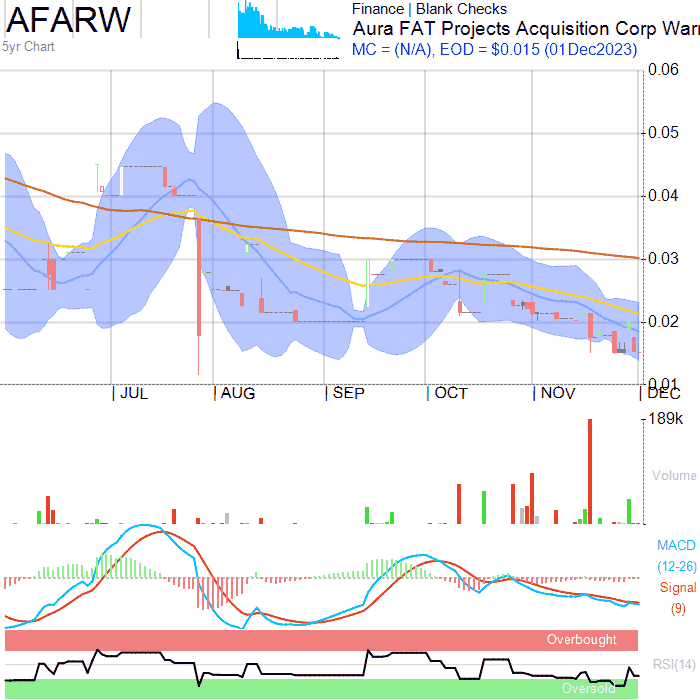 AFARW
5yr Chart
Finance | Blank Checks
Aura FAT Projects Acquisition Corp Warr
MC = (N/A), EOD = $0.015 (01Dec2023)
0.06
0.05
0.04
0.03
0.02
0.01
JUL
AUG
SEP
OCT
NOV
DEC
189k
Volume
MACD
(12-26)
Signal
(9)
Overbought
RSI(14)
Oversold